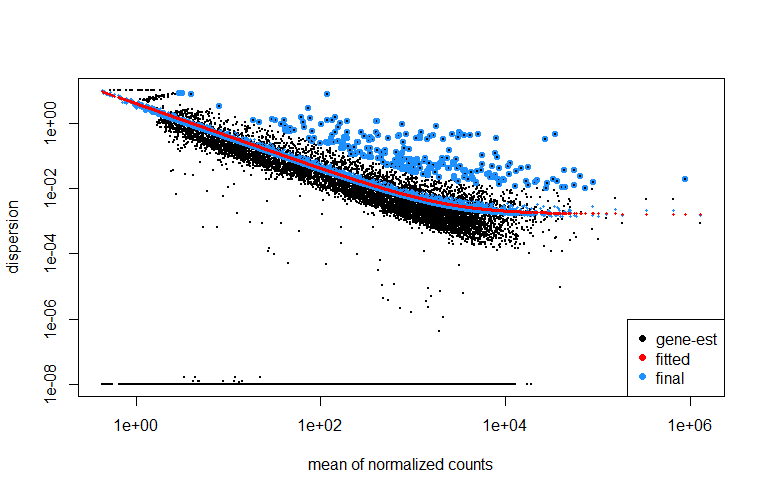 1e+00
1e-02
1e-04
1e-06
1e-08
dispersion
gene-est
fitted
final
1e+00 1e+02 1e+04 1e+06
mean of normalized counts